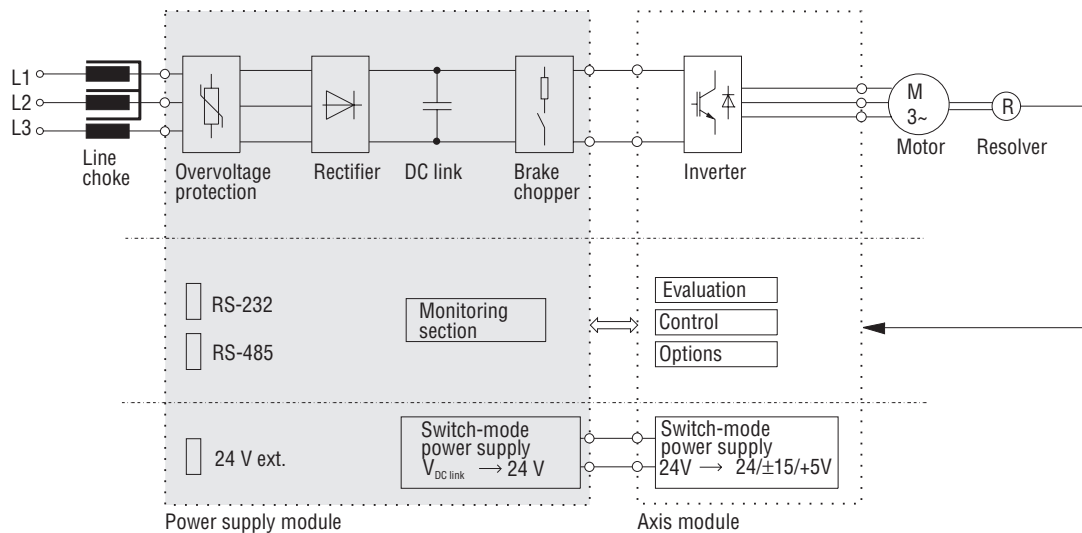 L1
L2
L3
Line
choke
Overvoltage
protection
Rectifier
DC link
Brake
chopper
Inverter
M
3~
Motor
R
Resolver
RS-232
RS-485
Monitoring
section
Evaluation
Control
Options
24 V ext.
Switch-mode
power supply
V DC link → 24 V
Switch-mode
power supply
24V → 24/±15/+5V
Power supply module
Axis module